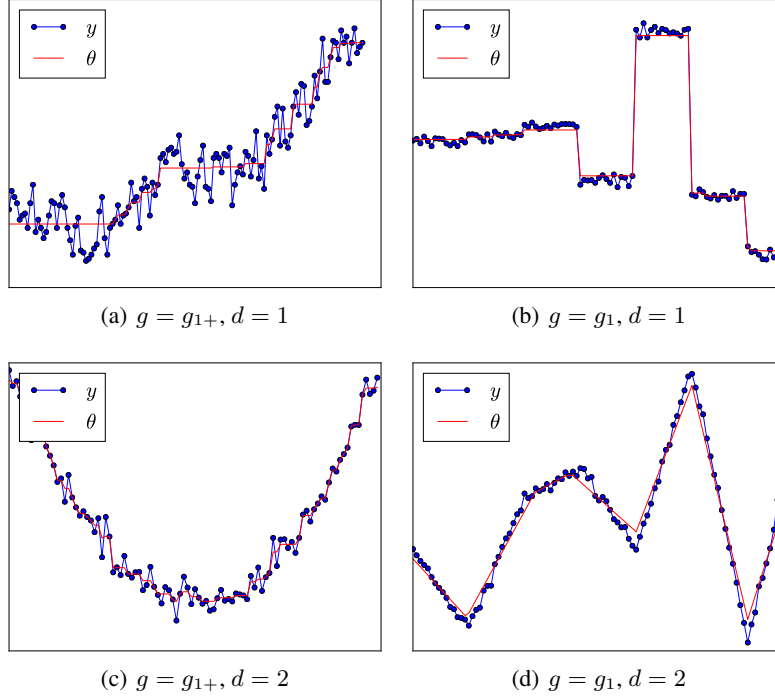 y
θ
y
θ
(a) g = g₁₊, d = 1
(b) g = g₁, d = 1
y
θ
y
θ
(c) g = g₁₊, d = 2
(d) g = g₁, d = 2